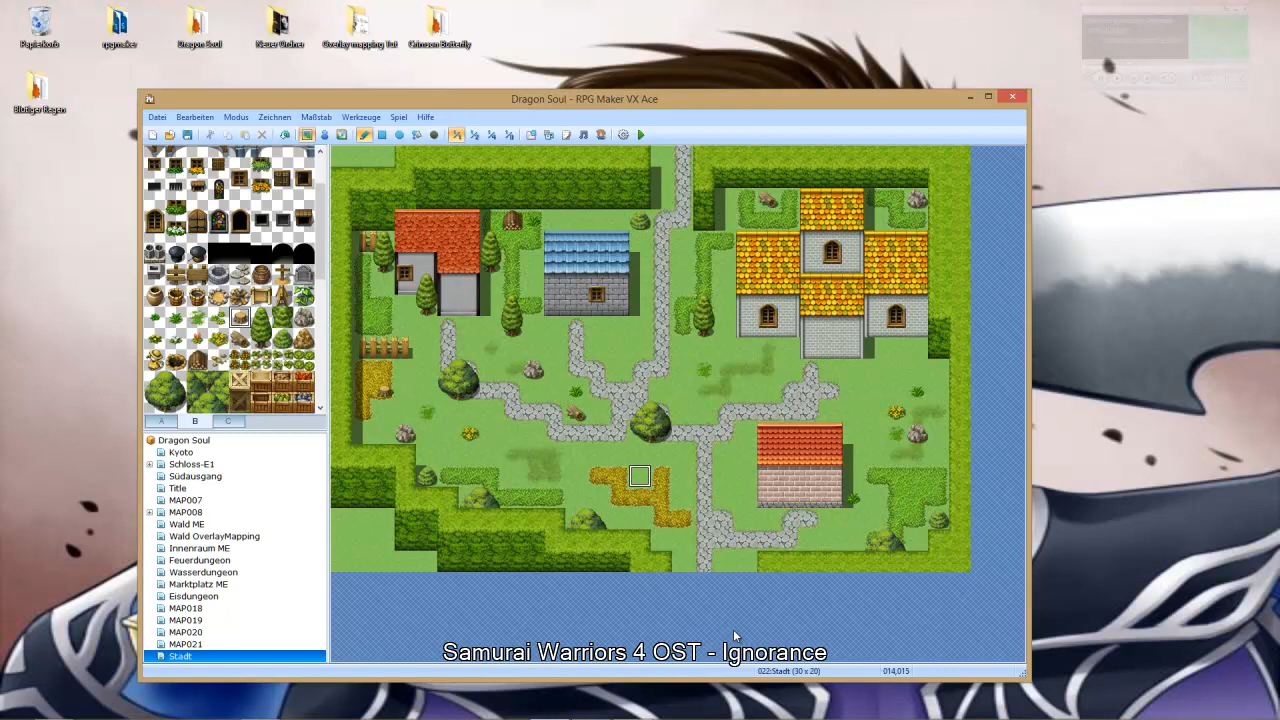 Papierkorb
rpgmaker
Dragon Soul
Neuer Ordner
Overlay mapping Tut
Crimson Butterfly
Blutiger Regen
Dragon Soul - RPG Maker VX Ace
Datei Bearbeiten Modus Zeichnen Maßstab Werkzeuge Spiel Hilfe
A B C
Dragon Soul
Kyoto
Schloss-E1
Südausgang
Title
MAP007
MAP008
Wald ME
Wald OverlayMapping
Innenraum ME
Feuerdungeon
Wasserdungeon
Marktplatz ME
Eisdungeon
MAP018
MAP019
MAP020
MAP021
Stadt
Samurai Warriors 4 OST - Ignorance
022:Stadt (30 x 20) 014,015